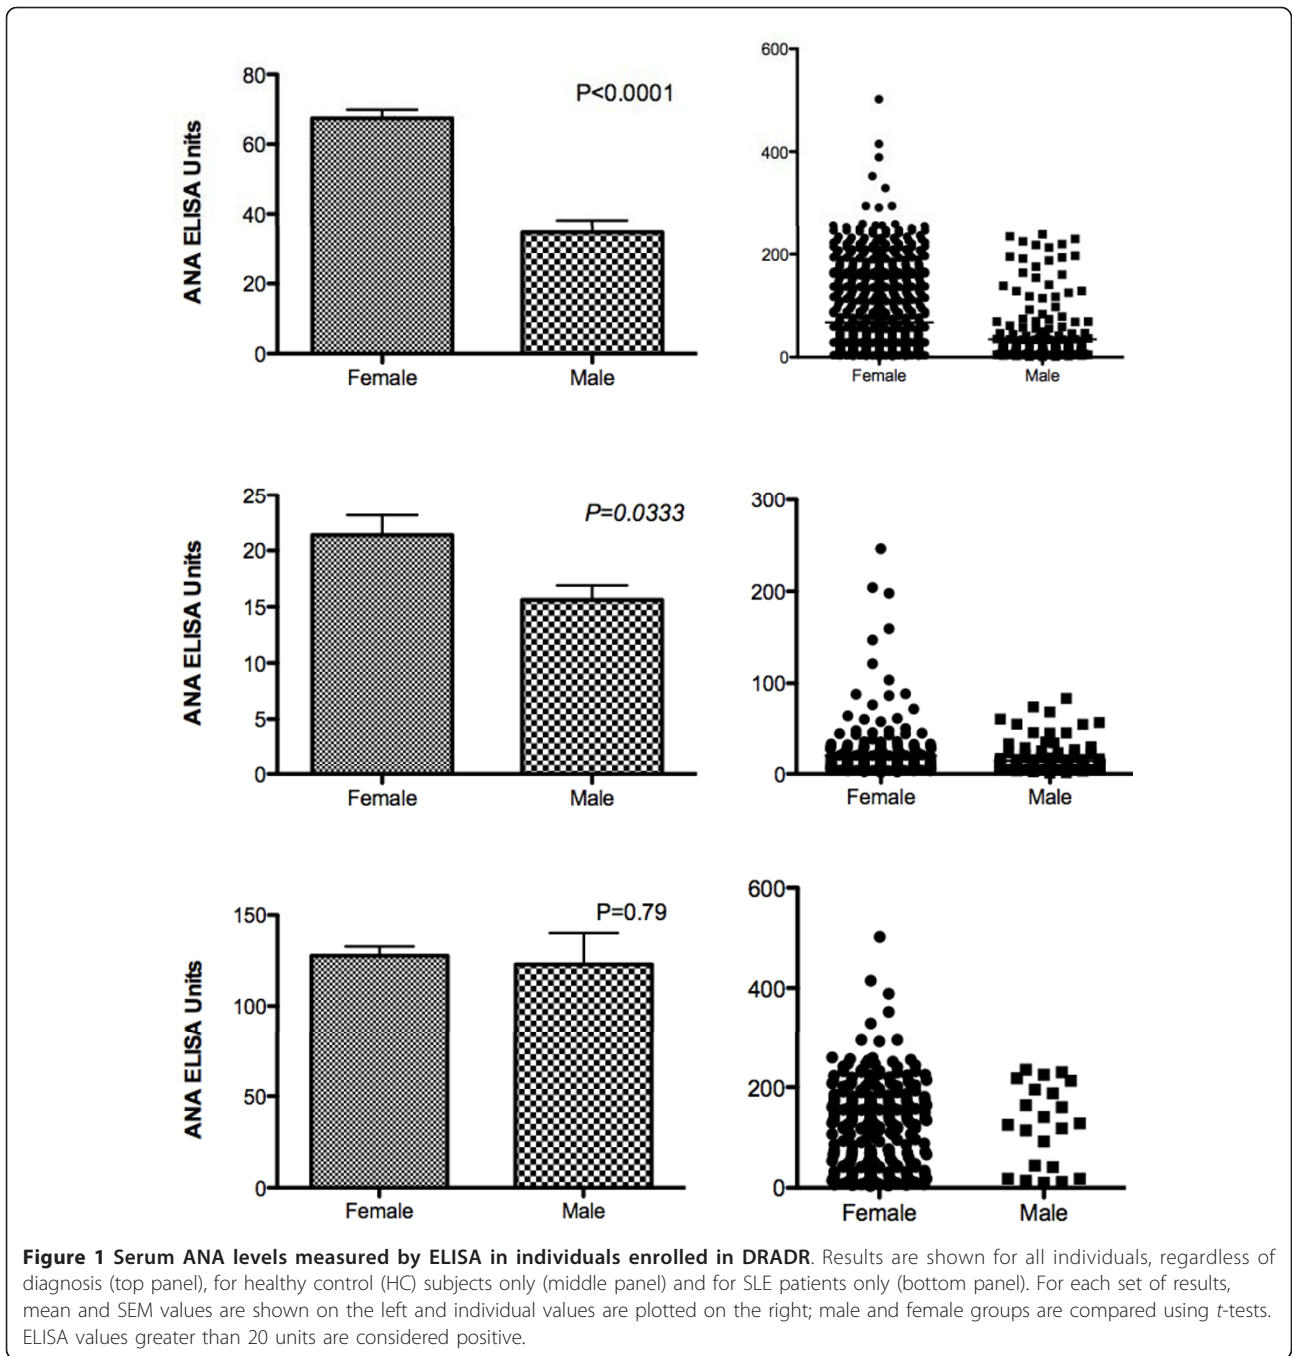 80
60
40
20
0
ANA ELISA Units
P<0.0001
Female
Male
600
400
200
0
Female
Male
25
20
15
10
5
0
ANA ELISA Units
P=0.0333
Female
Male
300
200
100
0
Female
Male
150
100
50
0
ANA ELISA Units
P=0.79
Female
Male
600
400
200
0
Female
Male
Figure 1 Serum ANA levels measured by ELISA in individuals enrolled in DRADR. Results are shown for all individuals, regardless of
diagnosis (top panel), for healthy control (HC) subjects only (middle panel) and for SLE patients only (bottom panel). For each set of results,
mean and SEM values are shown on the left and individual values are plotted on the right; male and female groups are compared using t-tests.
ELISA values greater than 20 units are considered positive.